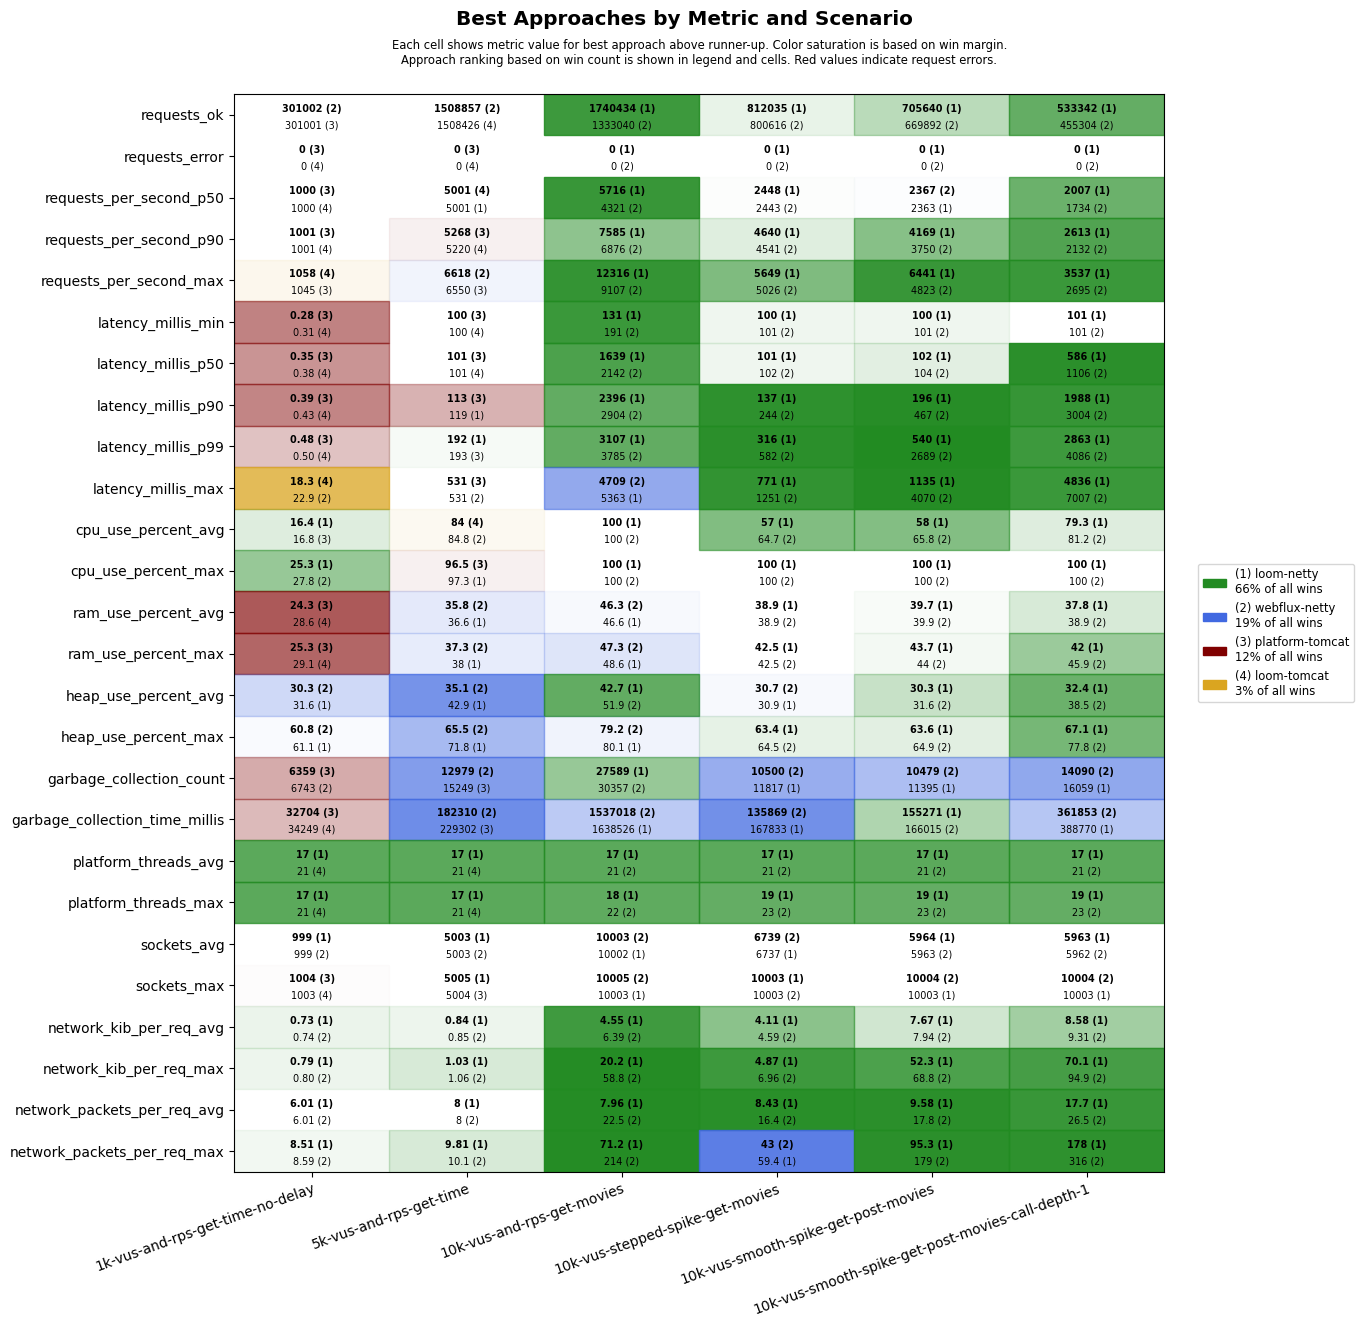 Best Approaches by Metric and Scenario
Each cell shows metric value for best approach above runner-up. Color saturation is based on win margin.
Approach ranking based on win count is shown in legend and cells. Red values indicate request errors.
requests_ok
301002 (2) 1508857 (2) 1740434 (1) 812035 (1) 705640 (1) 533342 (1)
301001 (3) 1508426 (4) 1333040 (2) 800616 (2) 669892 (2) 455304 (2)
requests_error
0 (3) 0 (3) 0 (1) 0 (1) 0 (1) 0 (1)
0 (4) 0 (4) 0 (2) 0 (2) 0 (2) 0 (2)
requests_per_second_p50
1000 (3) 5001 (4) 5716 (1) 2448 (1) 2367 (2) 2007 (1)
1000 (4) 5001 (1) 4321 (2) 2443 (2) 2363 (1) 1734 (2)
requests_per_second_p90
1001 (3) 5268 (3) 7585 (1) 4640 (1) 4169 (1) 2613 (1)
1001 (4) 5220 (4) 6876 (2) 4541 (2) 3750 (2) 2132 (2)
requests_per_second_max
1058 (4) 6618 (2) 12316 (1) 5649 (1) 6441 (1) 3537 (1)
1045 (3) 6550 (3) 9107 (2) 5026 (2) 4823 (2) 2695 (2)
latency_millis_min
0.28 (3) 100 (3) 131 (1) 100 (1) 100 (1) 101 (1)
0.31 (4) 100 (4) 191 (2) 101 (2) 101 (2) 101 (2)
latency_millis_p50
0.35 (3) 101 (3) 1639 (1) 101 (1) 102 (1) 586 (1)
0.38 (4) 101 (4) 2142 (2) 102 (2) 104 (2) 1106 (2)
latency_millis_p90
0.39 (3) 113 (3) 2396 (1) 137 (1) 196 (1) 1988 (1)
0.43 (4) 119 (1) 2904 (2) 244 (2) 467 (2) 3004 (2)
latency_millis_p99
0.48 (3) 192 (1) 3107 (1) 316 (1) 540 (1) 2863 (1)
0.50 (4) 193 (3) 3785 (2) 582 (2) 2689 (2) 4086 (2)
latency_millis_max
18.3 (4) 531 (3) 4709 (2) 771 (1) 1135 (1) 4836 (1)
22.9 (2) 531 (2) 5363 (1) 1251 (2) 4070 (2) 7007 (2)
cpu_use_percent_avg
16.4 (1) 84 (4) 100 (1) 57 (1) 58 (1) 79.3 (1)
16.8 (3) 84.8 (2) 100 (2) 64.7 (2) 65.8 (2) 81.2 (2)
cpu_use_percent_max
25.3 (1) 96.5 (3) 100 (1) 100 (1) 100 (1) 100 (1)
27.8 (2) 97.3 (1) 100 (2) 100 (2) 100 (2) 100 (2)
ram_use_percent_avg
24.3 (3) 35.8 (2) 46.3 (2) 38.9 (1) 39.7 (1) 37.8 (1)
28.6 (4) 36.6 (1) 46.6 (1) 38.9 (2) 39.9 (2) 38.9 (2)
ram_use_percent_max
25.3 (3) 37.3 (2) 47.3 (2) 42.5 (1) 43.7 (1) 42 (1)
29.1 (4) 38 (1) 48.6 (1) 42.5 (2) 44 (2) 45.9 (2)
heap_use_percent_avg
30.3 (2) 35.1 (2) 42.7 (1) 30.7 (2) 30.3 (1) 32.4 (1)
31.6 (1) 42.9 (1) 51.9 (2) 30.9 (1) 31.6 (2) 38.5 (2)
heap_use_percent_max
60.8 (2) 65.5 (2) 79.2 (2) 63.4 (1) 63.6 (1) 67.1 (1)
61.1 (1) 71.8 (1) 80.1 (1) 64.5 (2) 64.9 (2) 77.8 (2)
garbage_collection_count
6359 (3) 12979 (2) 27589 (1) 10500 (2) 10479 (2) 14090 (2)
6743 (2) 15249 (3) 30357 (2) 11817 (1) 11395 (1) 16059 (1)
garbage_collection_time_millis
32704 (3) 182310 (2) 1537018 (2) 135869 (2) 155271 (1) 361853 (2)
34249 (4) 229302 (3) 1638526 (1) 167833 (1) 166015 (2) 388770 (1)
platform_threads_avg
17 (1) 17 (1) 17 (1) 17 (1) 17 (1) 17 (1)
21 (4) 21 (4) 21 (2) 21 (2) 21 (2) 21 (2)
platform_threads_max
17 (1) 17 (1) 18 (1) 19 (1) 19 (1) 19 (1)
21 (4) 21 (4) 22 (2) 23 (2) 23 (2) 23 (2)
sockets_avg
999 (1) 5003 (1) 10003 (2) 6739 (2) 5964 (1) 5963 (1)
999 (2) 5003 (2) 10002 (1) 6737 (1) 5963 (2) 5962 (2)
sockets_max
1004 (3) 5005 (1) 10005 (2) 10003 (1) 10004 (2) 10004 (2)
1003 (4) 5004 (3) 10003 (1) 10003 (2) 10003 (1) 10003 (1)
network_kib_per_req_avg
0.73 (1) 0.84 (1) 4.55 (1) 4.11 (1) 7.67 (1) 8.58 (1)
0.74 (2) 0.85 (2) 6.39 (2) 4.59 (2) 7.94 (2) 9.31 (2)
network_kib_per_req_max
0.79 (1) 1.03 (1) 20.2 (1) 4.87 (1) 52.3 (1) 70.1 (1)
0.80 (2) 1.06 (2) 58.8 (2) 6.96 (2) 68.8 (2) 94.9 (2)
network_packets_per_req_avg
6.01 (1) 8 (1) 7.96 (1) 8.43 (1) 9.58 (1) 17.7 (1)
6.01 (2) 8 (2) 22.5 (2) 16.4 (2) 17.8 (2) 26.5 (2)
network_packets_per_req_max
8.51 (1) 9.81 (1) 71.2 (1) 43 (2) 95.3 (1) 178 (1)
8.59 (2) 10.1 (2) 214 (2) 59.4 (1) 179 (2) 316 (2)
1k-vus-and-rps-get-time-no-delay
5k-vus-and-rps-get-time
10k-vus-and-rps-get-movies
10k-vus-stepped-spike-get-movies
10k-vus-smooth-spike-get-post-movies
10k-vus-smooth-spike-get-post-movies-call-depth-1
(1) loom-netty
66% of all wins
(2) webflux-netty
19% of all wins
(3) platform-tomcat
12% of all wins
(4) loom-tomcat
3% of all wins